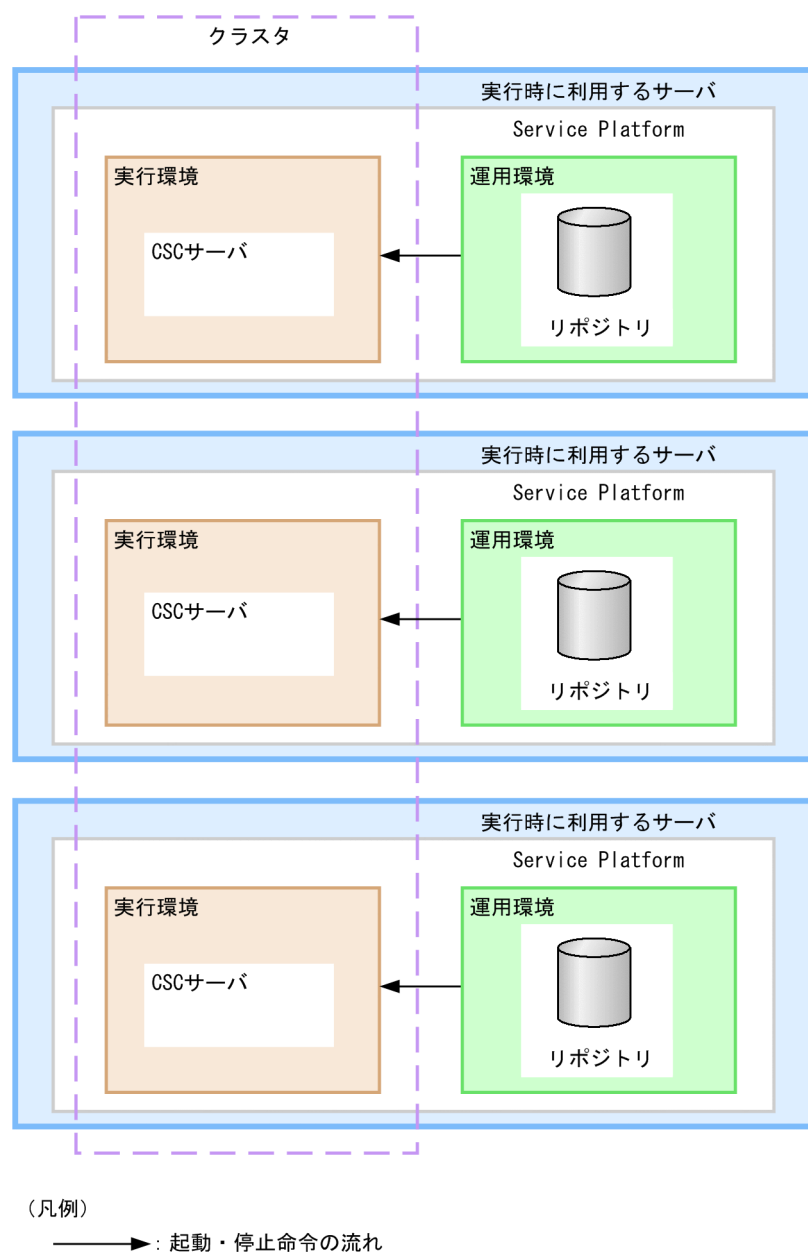 クラスタ
実行時に利用するサーバ
Service Platform
実行環境
運用環境
CSCサーバ
リポジトリ
実行時に利用するサーバ
Service Platform
実行環境
運用環境
CSCサーバ
リポジトリ
実行時に利用するサーバ
Service Platform
実行環境
運用環境
CSCサーバ
リポジトリ
（凡例）
：起動・停止命令の流れ